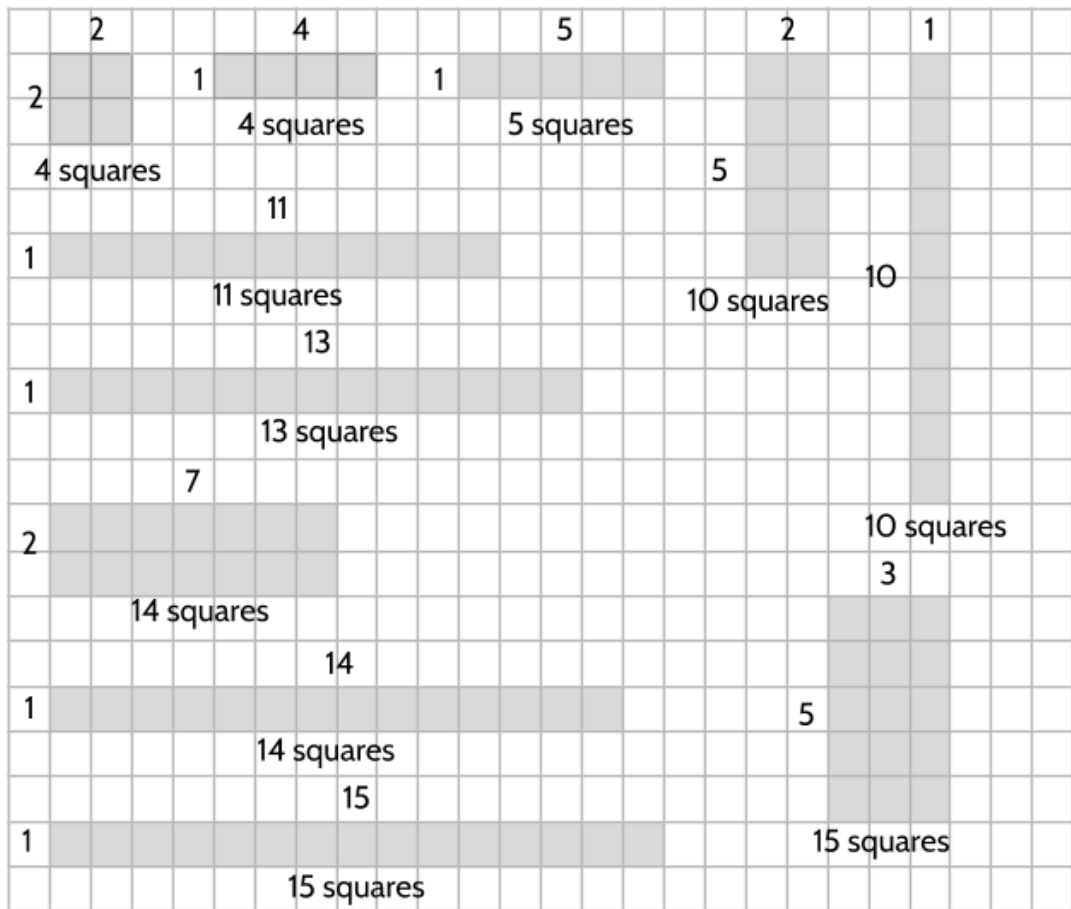 2 4 5 2 1
2 1 1
4 squares 5 squares
4 squares 5
11
1
10
11 squares 10 squares
13
1
13 squares
7
10 squares
2
3
14 squares
14
1 5
14 squares
15
1 15 squares
15 squares